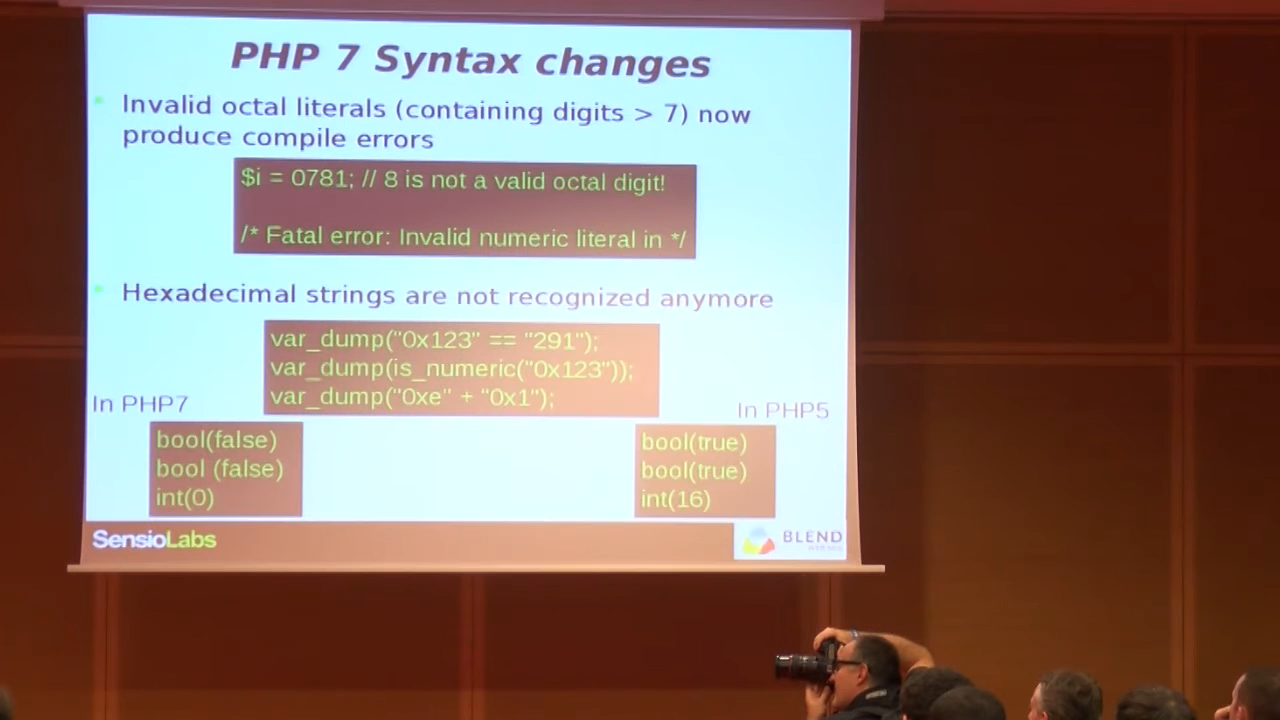 PHP 7 Syntax changes
Invalid octal literals (containing digits > 7) now
produce compile errors
$i = 0781; // 8 is not a valid octal digit!
/* Fatal error: Invalid numeric literal in */
Hexadecimal strings are not recognized anymore
var_dump("0x123" == "291");
var_dump(is_numeric("0x123"));
var_dump("0xe" + "0x1");
In PHP7
In PHP5
bool(false)
bool (false)
int(0)
bool(true)
bool(true)
int(16)
SensioLabs
BLEND